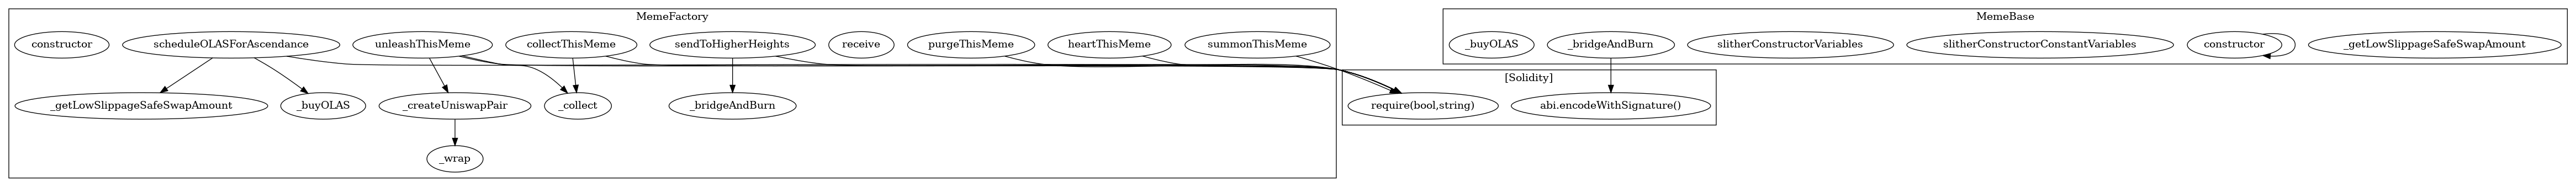 MemeFactory
constructor
scheduleOLASForAscendance
unleashThisMeme
collectThisMeme
sendToHigherHeights
receive
purgeThisMeme
heartThisMeme
summonThisMeme
_getLowSlippageSafeSwapAmount
_buyOLAS
_createUniswapPair
_collect
_bridgeAndBurn
_wrap
MemeBase
_buyOLAS
_bridgeAndBurn
slitherConstructorVariables
slitherConstructorConstantVariables
constructor
_getLowSlippageSafeSwapAmount
[Solidity]
require(bool,string)
abi.encodeWithSignature()